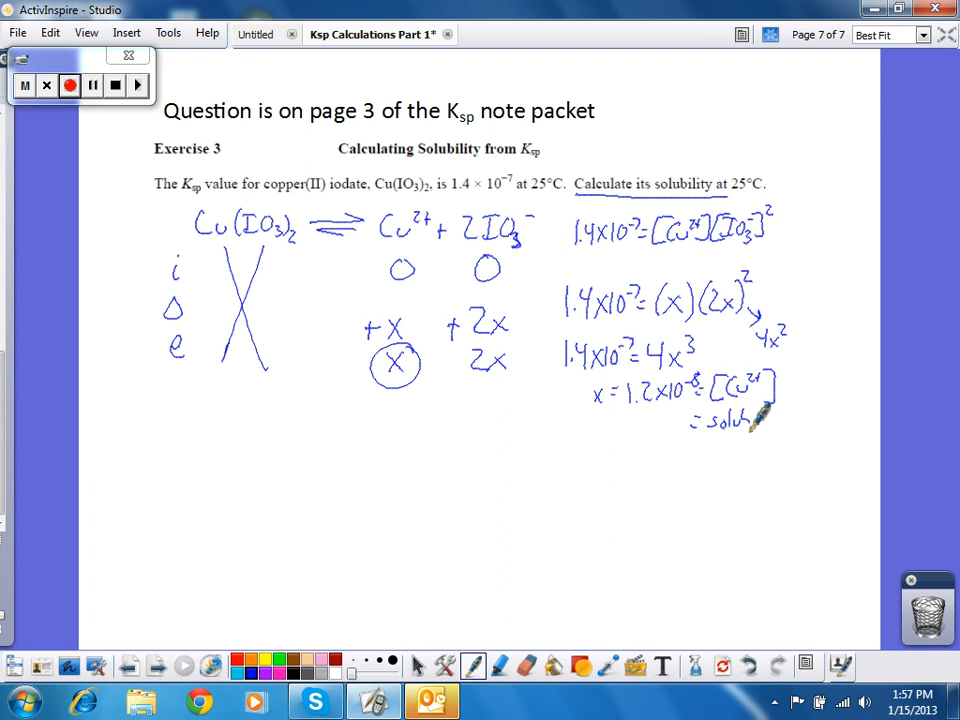 ActivInspire - Studio
File Edit View Insert Tools Help Untitled Ksp Calculations Part 1* Page 7 of 7 Best Fit
M
Question is on page 3 of the Ksp note packet
Exercise 3 Calculating Solubility from Ksp
The Ksp value for copper(II) iodate, Cu(IO₃)₂, is 1.4 × 10⁻⁷ at 25°C. Calculate its solubility at 25°C.
Cu(IO₃)₂ ⇌ Cu²⁺ + 2IO₃⁻ 1.4x10⁻⁷ = [Cu²⁺][IO₃⁻]²
i 0 0
1.4x10⁻⁷ = (x)(2x)²
Δ +x +2x
4x²
e x 2x 1.4x10⁻⁷ = 4x³
= [Cu²⁺]
= solub
1:57 PM
1/15/2013